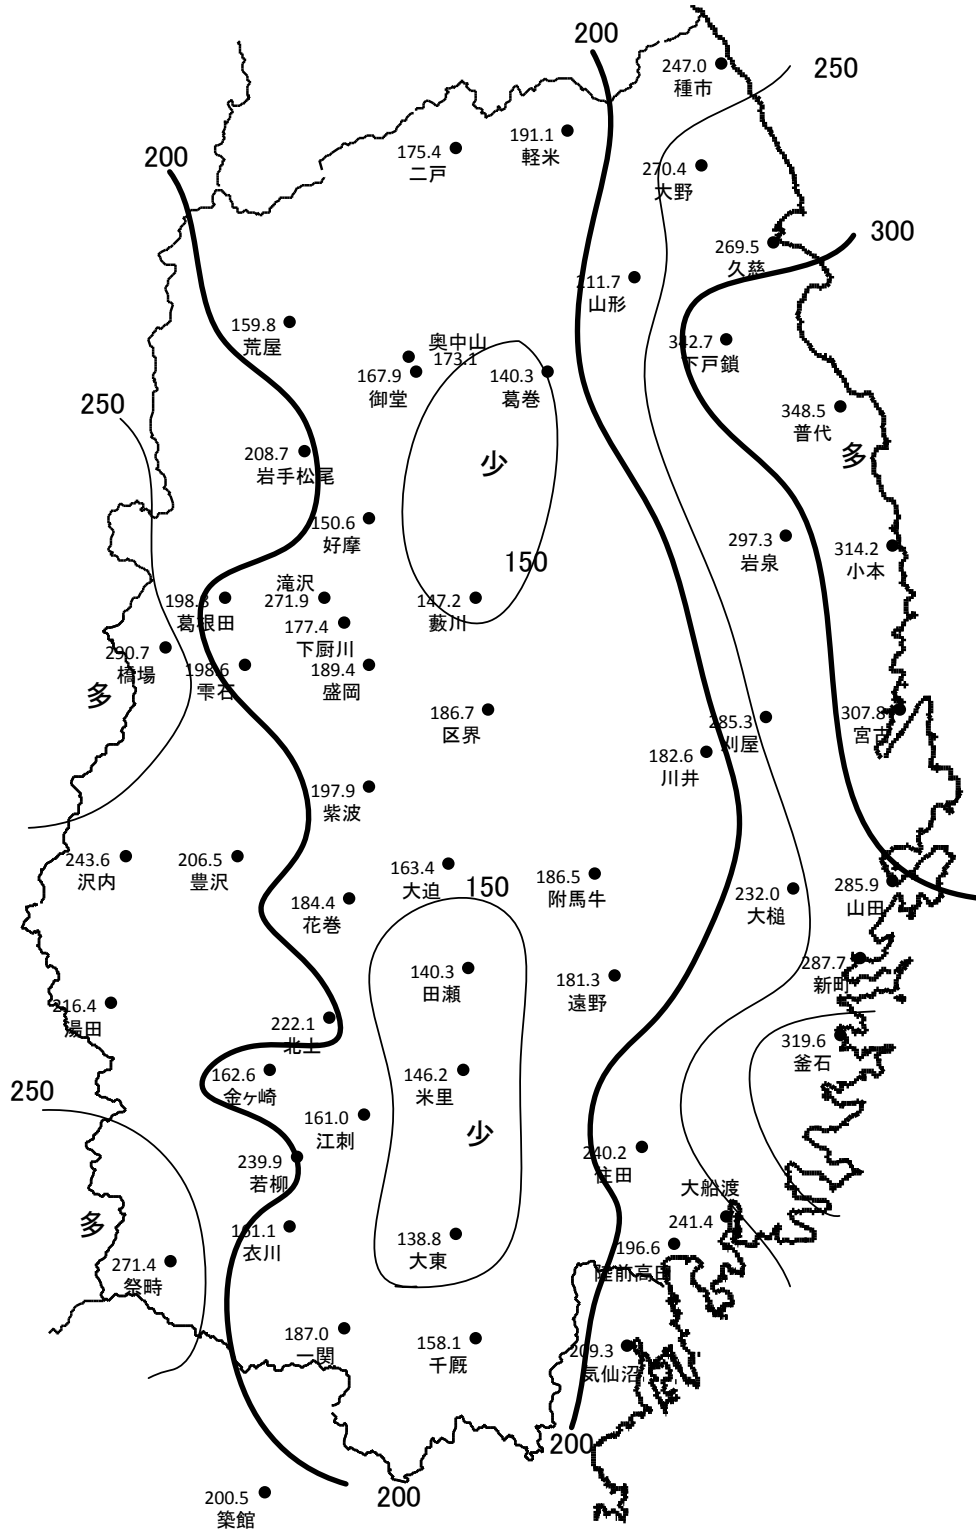 200
247.0
種市
250
191.1
軽米
175.4
二戸
200
270.4
大野
300
269.5
久慈
211.7
山形
159.8
荒屋
奥中山
173.1
342.7
下戸鎖
167.9
御堂
140.3
葛巻
250
348.5
普代
多
208.7
岩手松尾
少
150.6
好摩
297.3
岩泉
314.2
小本
150
滝沢
271.9
198.3
葛根田
147.2
藪川
177.4
下厨川
290.7
橋場
198.6
雫石
189.4
盛岡
多
186.7
区界
285.3
刈屋
307.8
宮古
182.6
川井
197.9
紫波
243.6
沢内
206.5
豊沢
163.4
大迫
150
186.5
附馬牛
232.0
大槌
285.9
山田
184.4
花巻
140.3
田瀬
181.3
遠野
287.7
新町
216.4
湯田
222.1
北上
319.6
釜石
162.6
金ヶ崎
146.2
米里
250
161.0
江刺
少
239.9
若柳
240.2
住田
大船渡
241.4
多
161.1
衣川
138.8
大東
196.6
陸前高田
271.4
祭畤
187.0
一関
158.1
千厩
209.3
気仙沼
200
200
200.5
築館